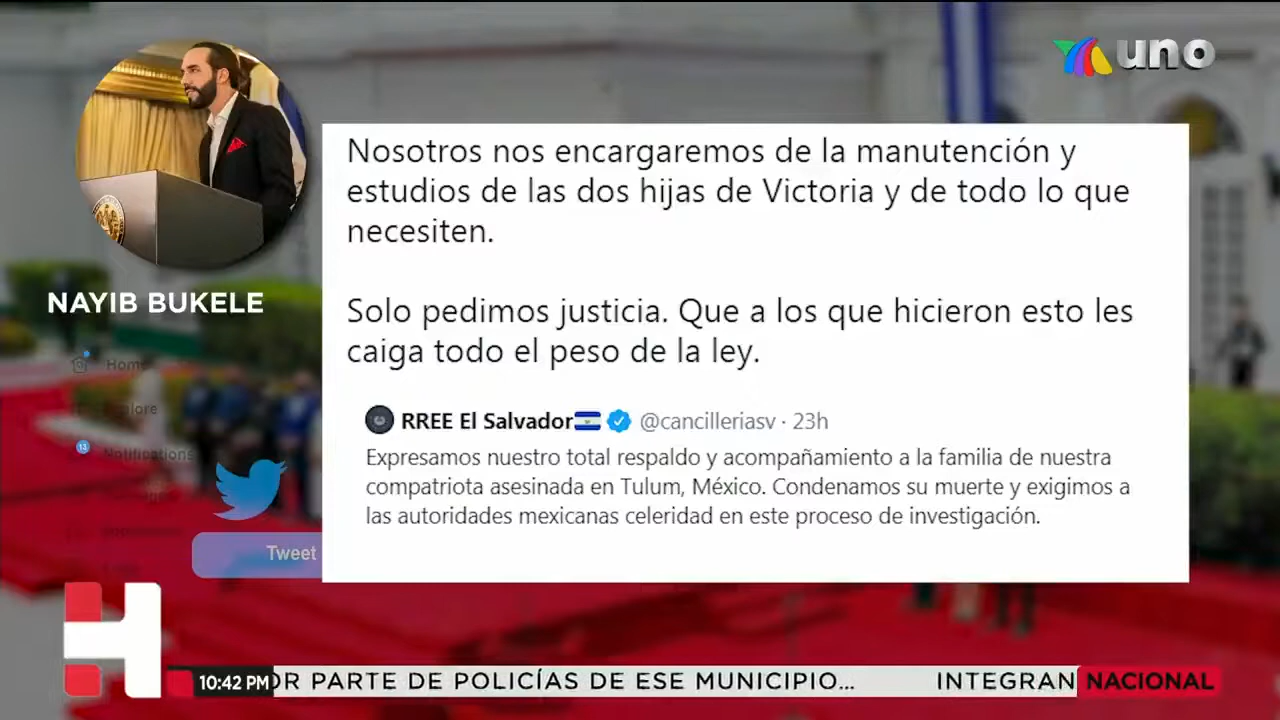 uno
Nosotros nos encargaremos de la manutención y
estudios de las dos hijas de Victoria y de todo lo que
necesiten.
Solo pedimos justicia. Que a los que hicieron esto les
caiga todo el peso de la ley.
NAYIB BUKELE
Home
Explore
13
Notifications
RREE El Salvador @cancilleriasv · 23h
Expresamos nuestro total respaldo y acompañamiento a la familia de nuestra
compatriota asesinada en Tulum, México. Condenamos su muerte y exigimos a
las autoridades mexicanas celeridad en este proceso de investigación.
Tweet
H
10:42 PM OR PARTE DE POLICÍAS DE ESE MUNICIPIO... INTEGRAN NACIONAL